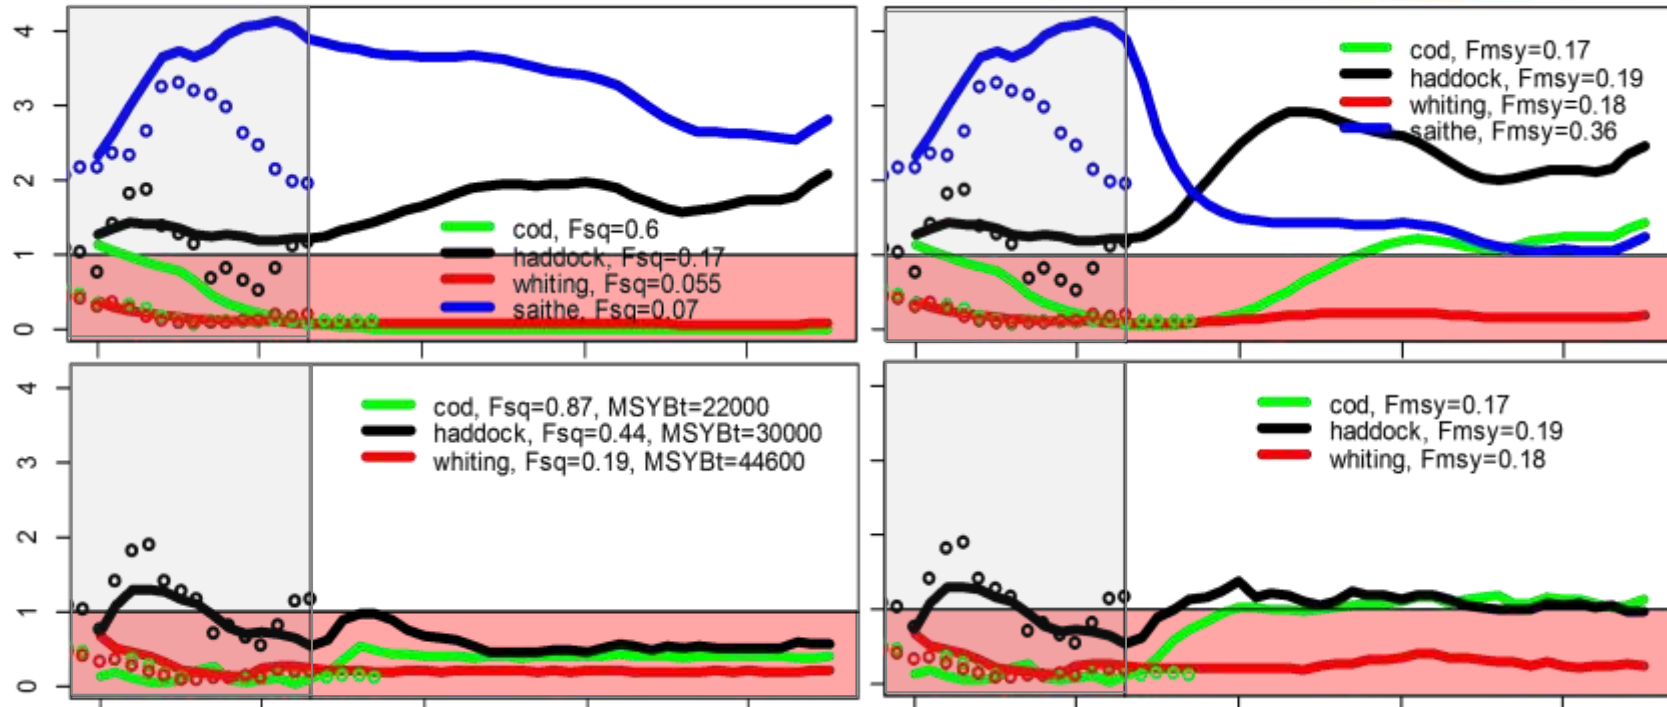 4
3
2
1
0
cod, Fsq=0.6
haddock, Fsq=0.17
whiting, Fsq=0.055
saithe, Fsq=0.07
cod, Fmsy=0.17
haddock, Fmsy=0.19
whiting, Fmsy=0.18
saithe, Fmsy=0.36
4
3
2
1
0
cod, Fsq=0.87, MSYBt=22000
haddock, Fsq=0.44, MSYBt=30000
whiting, Fsq=0.19, MSYBt=44600
cod, Fmsy=0.17
haddock, Fmsy=0.19
whiting, Fmsy=0.18